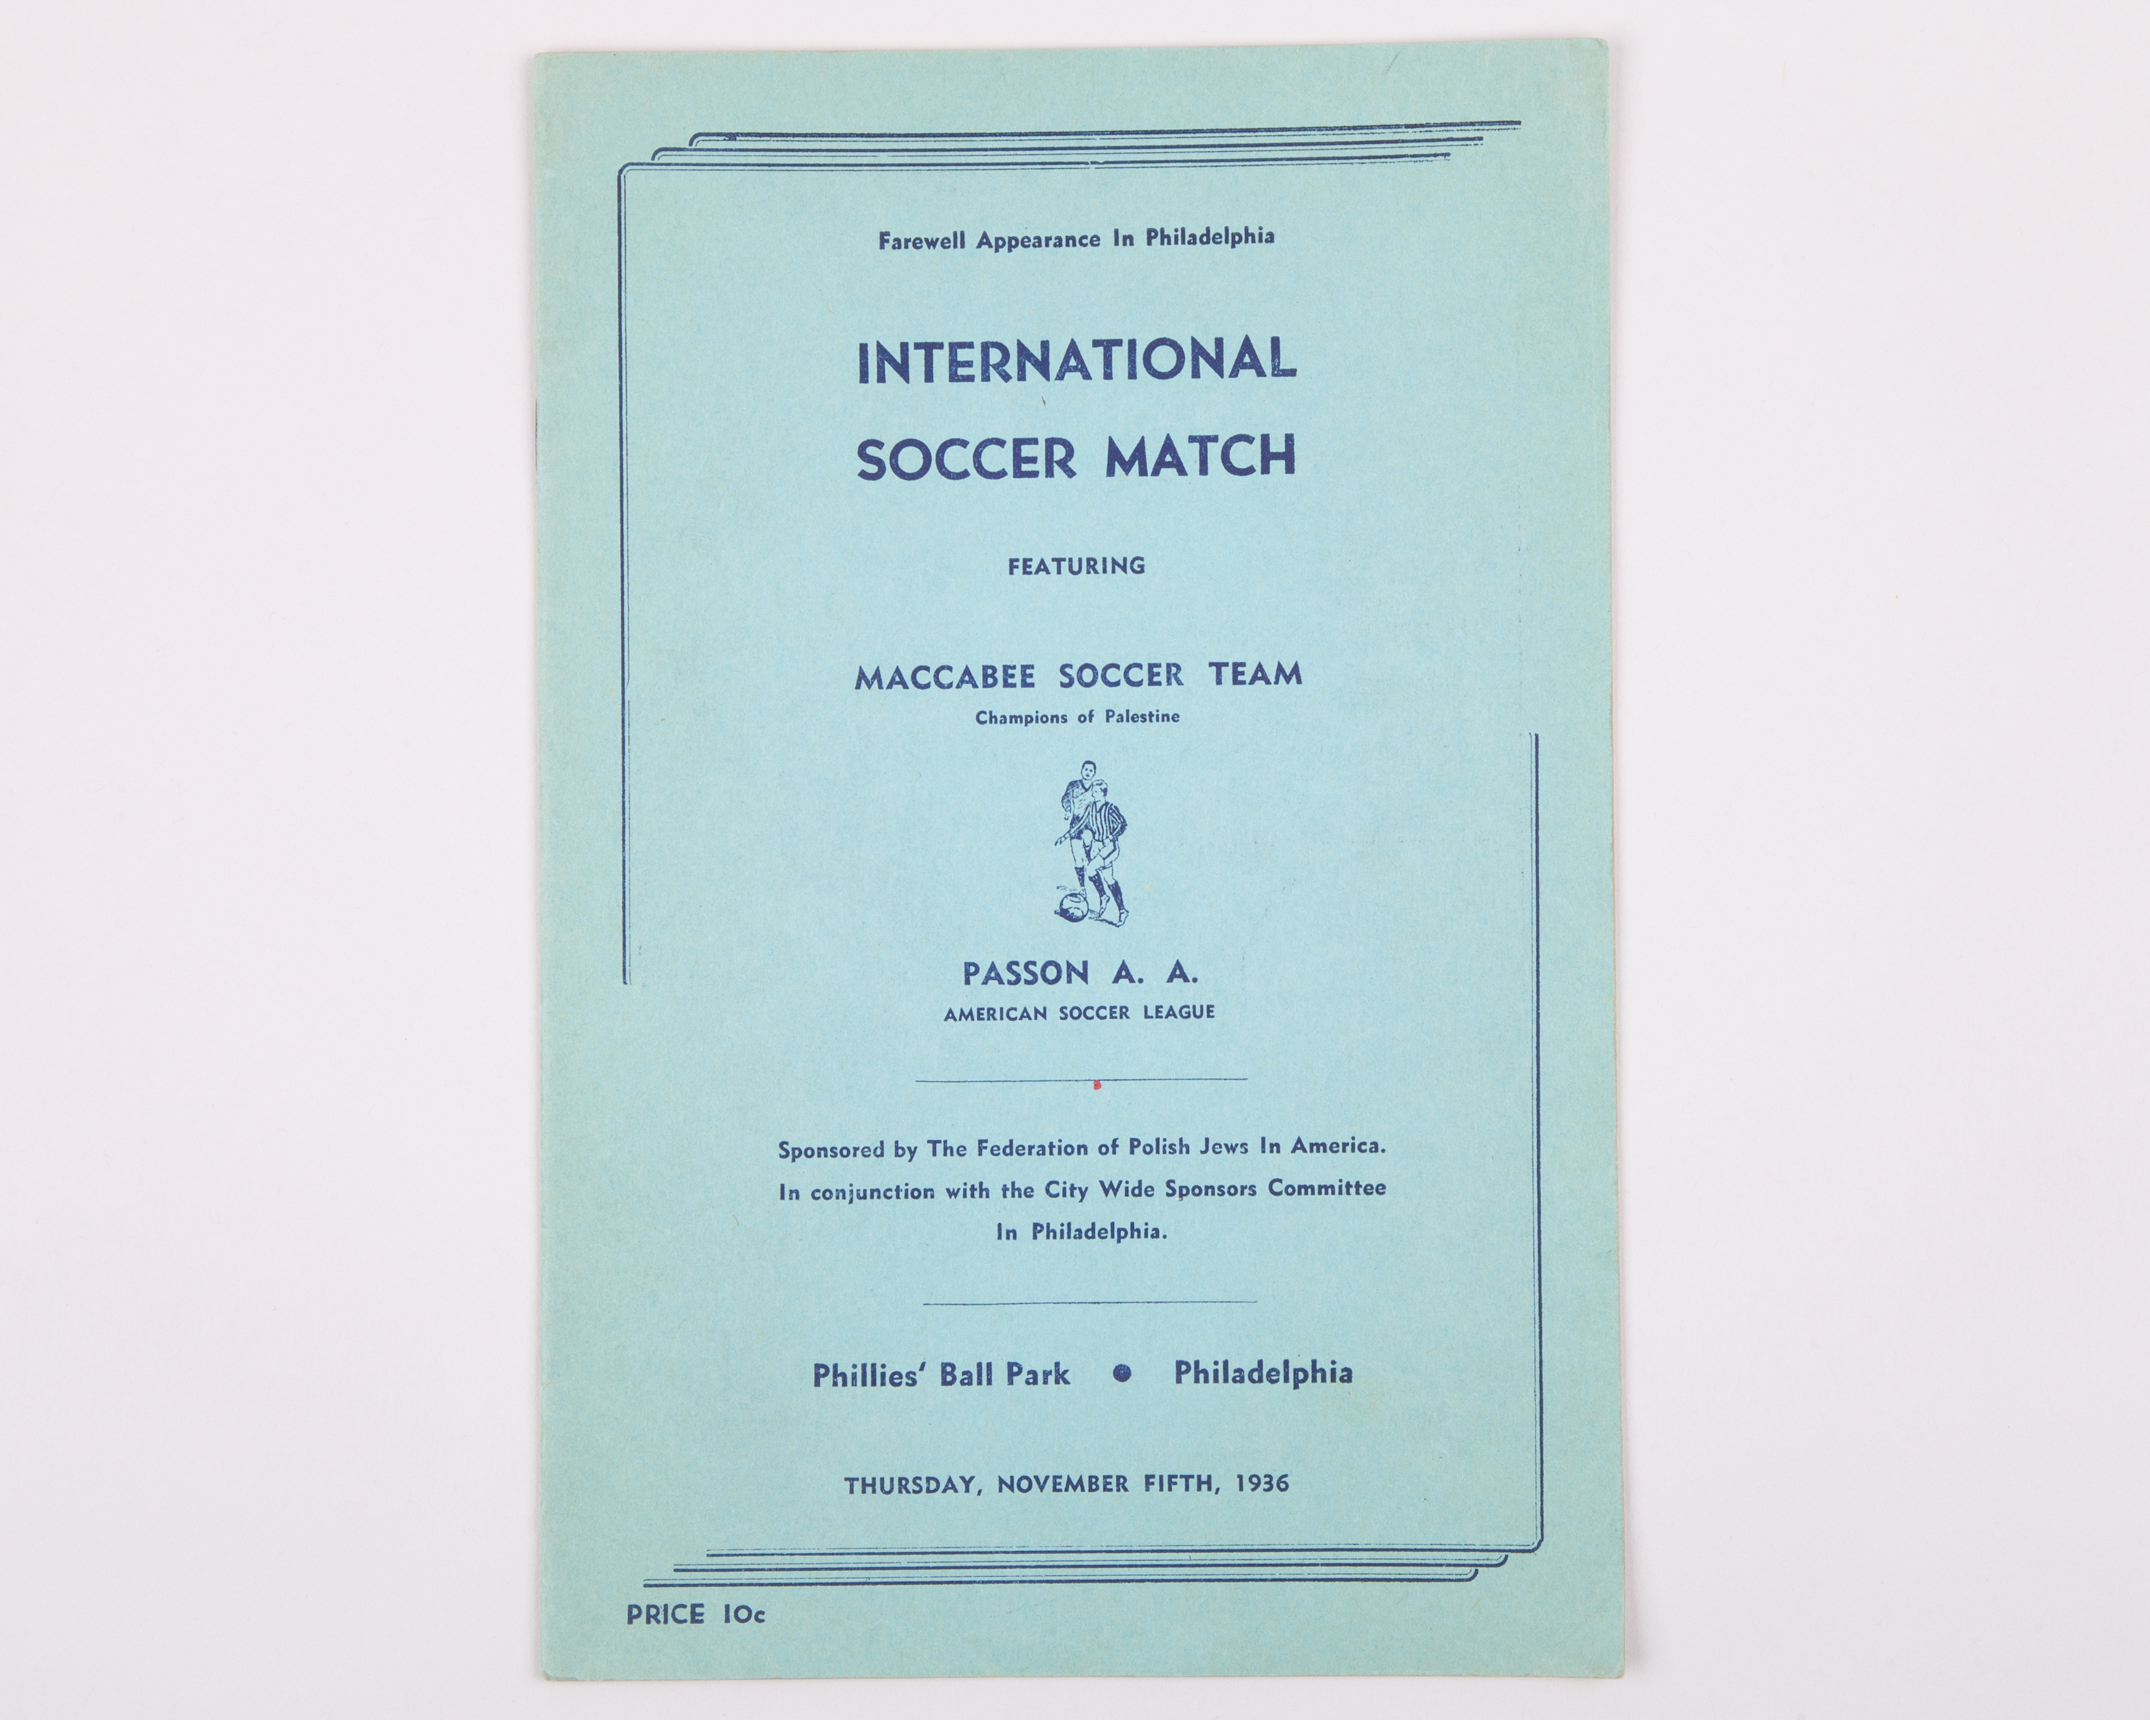 Farewell Appearance In Philadelphia
INTERNATIONAL
SOCCER MATCH
FEATURING
MACCABEE SOCCER TEAM
Champions of Palestine
PASSON A. A.
AMERICAN SOCCER LEAGUE
Sponsored by The Federation of Polish Jews In America.
In conjunction with the City Wide Sponsors Committee
In Philadelphia.
Phillies' Ball Park ● Philadelphia
THURSDAY, NOVEMBER FIFTH, 1936
PRICE 10c